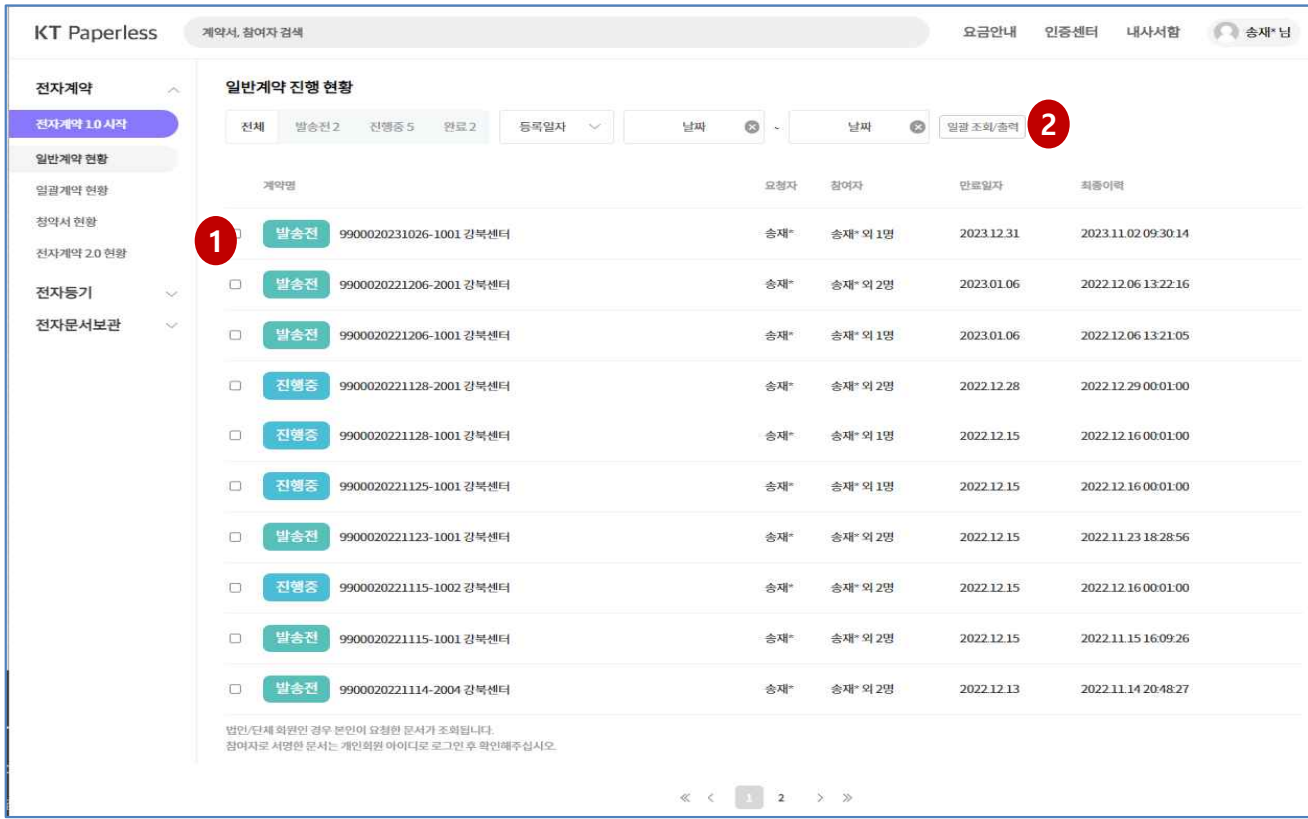 KT Paperless 계약서, 참여자 검색 요금안내 인증센터 내사서함 송재* 님
전자계약
전자계약 1.0 시작
일반계약 현황
일괄계약 현황
청약서 현황
전자계약 2.0 현황
전자등기
전자문서보관
일반계약 진행 현황
전체 발송전 2 진행중 5 완료 2 등록일자 날짜 ~ 날짜 일괄 조회/출력 2
계약명 요청자 참여자 만료일자 최종이력
1 발송전 9900020231026-1001 강북센터 송재* 송재* 외 1명 2023.12.31 2023.11.02 09:30:14
발송전 9900020221206-2001 강북센터 송재* 송재* 외 2명 2023.01.06 2022.12.06 13:22:16
발송전 9900020221206-1001 강북센터 송재* 송재* 외 1명 2023.01.06 2022.12.06 13:21:05
진행중 9900020221128-2001 강북센터 송재* 송재* 외 2명 2022.12.28 2022.12.29 00:01:00
진행중 9900020221128-1001 강북센터 송재* 송재* 외 1명 2022.12.15 2022.12.16 00:01:00
진행중 9900020221125-1001 강북센터 송재* 송재* 외 1명 2022.12.15 2022.12.16 00:01:00
발송전 9900020221123-1001 강북센터 송재* 송재* 외 2명 2022.12.15 2022.11.23 18:28:56
진행중 9900020221115-1002 강북센터 송재* 송재* 외 2명 2022.12.15 2022.12.16 00:01:00
발송전 9900020221115-1001 강북센터 송재* 송재* 외 2명 2022.12.15 2022.11.15 16:09:26
발송전 9900020221114-2004 강북센터 송재* 송재* 외 2명 2022.12.13 2022.11.14 20:48:27
법인/단체 회원인 경우 본인이 요청한 문서가 조회됩니다.
참여자로 서명한 문서는 개인회원 아이디로 로그인 후 확인해주십시오.
≪ < 1 2 > ≫